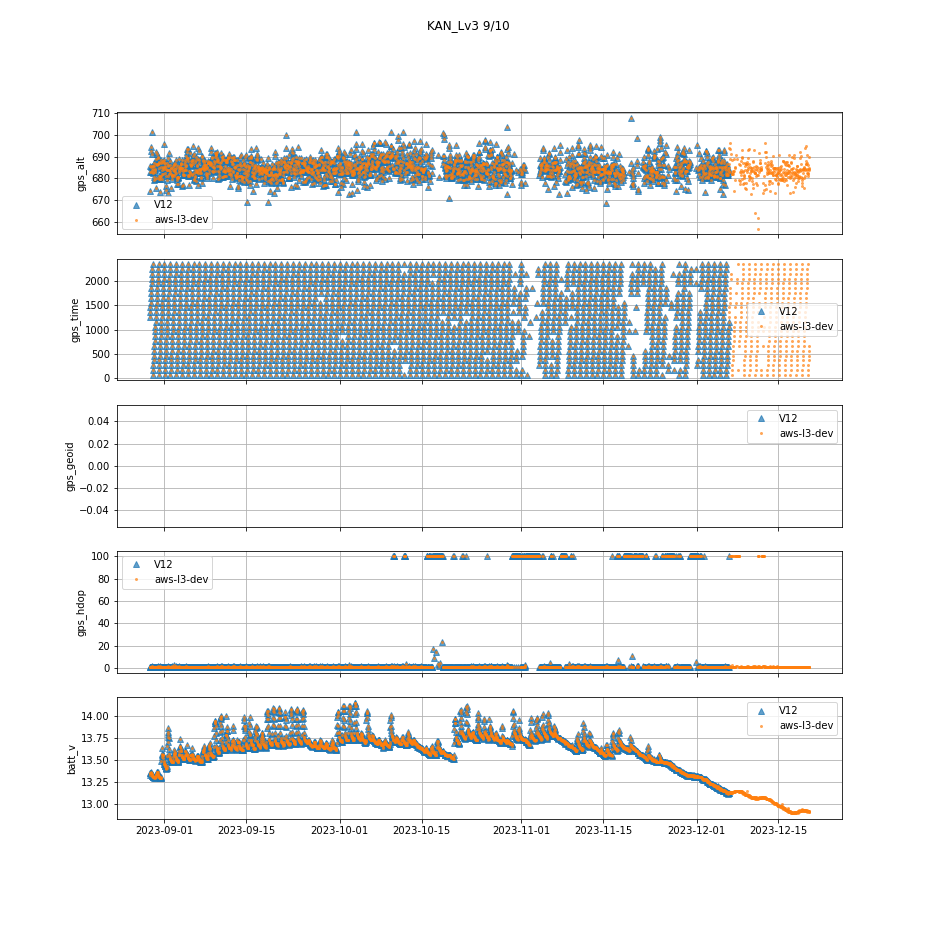 KAN_Lv3 9/10
710
700
690
680
670
660
gps_alt
V12
aws-l3-dev
2000
1500
1000
500
0
gps_time
V12
aws-l3-dev
0.04
0.02
0.00
−0.02
−0.04
gps_geoid
V12
aws-l3-dev
100
80
60
40
20
0
gps_hdop
V12
aws-l3-dev
14.00
13.75
13.50
13.25
13.00
batt_v
V12
aws-l3-dev
2023-09-01 2023-09-15 2023-10-01 2023-10-15 2023-11-01 2023-11-15 2023-12-01 2023-12-15